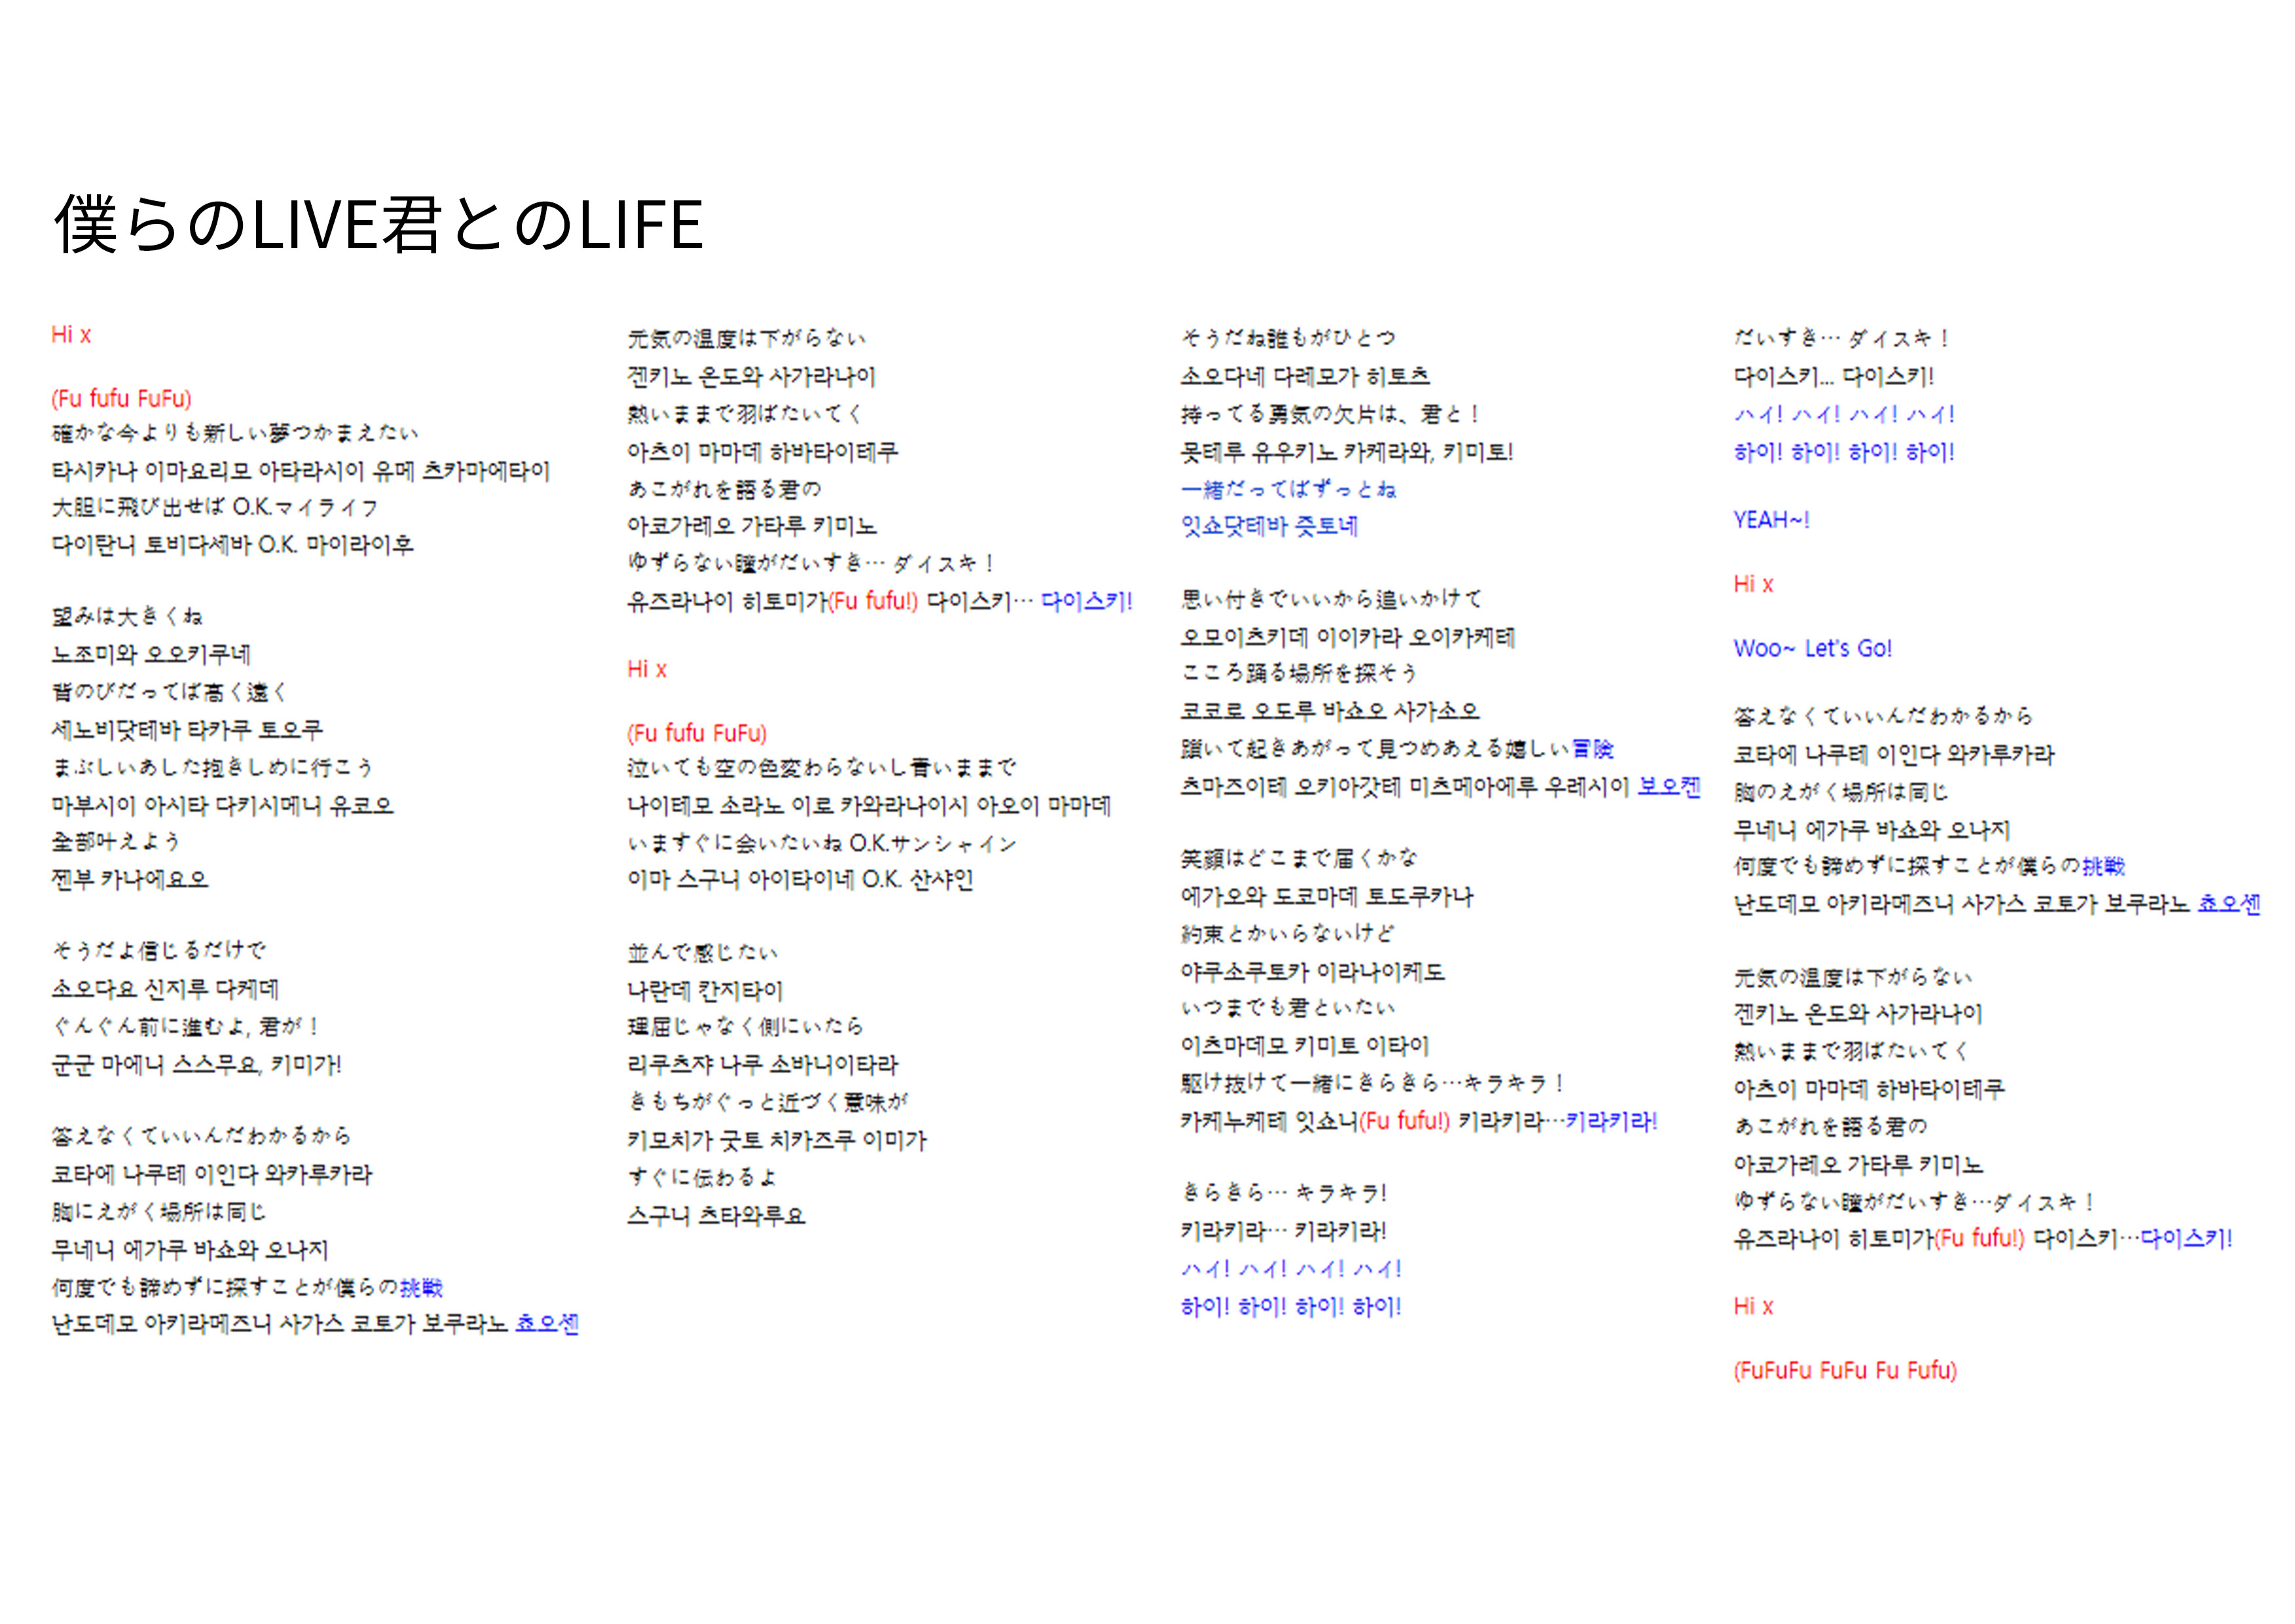 僕らのLIVE君とのLIFE
Hi x
(Fu fufu FuFu)
確かな今よりも新しい夢つかまえたい
타시카나 이마요리모 아타라시이 유메 츠카마에타이
大胆に飛び出せば O.K.マイライフ
다이탄니 토비다세바 O.K. 마이라이후
望みは大きくね
노조미와 오오키쿠네
背のびだってば高く遠く
세노비닷테바 타카쿠 토오쿠
まぶしいあした抱きしめに行こう
마부시이 아시타 다키시메니 유코오
全部叶えよう
젠부 카나에요오
そうだよ信じるだけで
소오다요 신지루 다케데
ぐんぐん前に進むよ, 君が！
군군 마에니 스스무요, 키미가!
答えなくていいんだわかるから
코타에 나쿠테 이인다 와카루카라
胸にえがく場所は同じ
무네니 에가쿠 바쇼와 오나지
何度でも諦めずに探すことが僕らの挑戦
난도데모 아키라메즈니 사가스 코토가 보쿠라노 쵸오센
元気の温度は下がらない
겐키노 온도와 사가라나이
熱いままで羽ばたいてく
아츠이 마마데 하바타이테쿠
あこがれを語る君の
아코가레오 가타루 키미노
ゆずらない瞳がだいすき… ダイスキ！
유즈라나이 히토미가(Fu fufu!) 다이스키… 다이스키!
Hi x
(Fu fufu FuFu)
泣いても空の色変わらないし青いままで
나이테모 소라노 이로 카와라나이시 아오이 마마데
いますぐに会いたいね O.K.サンシャイン
이마 스구니 아이타이네 O.K. 산샤인
並んで感じたい
나란데 칸지타이
理屈じゃなく側にいたら
리쿠츠쟈 나쿠 소바니이타라
きもちがぐっと近づく意味が
키모치가 굿토 치카즈쿠 이미가
すぐに伝わるよ
스구니 츠타와루요
そうだね誰もがひとつ
소오다네 다레모가 히토츠
持ってる勇気の欠片は、君と！
못테루 유우키노 카케라와, 키미토!
一緒だってばずっとね
잇쇼닷테바 즛토네
思い付きでいいから追いかけて
오모이츠키데 이이카라 오이카케테
こころ踊る場所を探そう
코코로 오도루 바쇼오 사가소오
躓いて起きあがって見つめあえる嬉しい冒険
츠마즈이테 오키아갓테 미츠메아에루 우레시이 보오켄
笑顔はどこまで届くかな
에가오와 도코마데 토도쿠카나
約束とかいらないけど
야쿠소쿠토카 이라나이케도
いつまでも君といたい
이츠마데모 키미토 이타이
駆け抜けて一緒にきらきら…キラキラ！
카케누케테 잇쇼니(Fu fufu!) 키라키라…키라키라!
きらきら… キラキラ!
키라키라… 키라키라!
ハイ! ハイ! ハイ! ハイ!
하이! 하이! 하이! 하이!
だいすき… ダイスキ！
다이스키... 다이스키!
ハイ! ハイ! ハイ! ハイ!
하이! 하이! 하이! 하이!
YEAH~!
Hi x
Woo~ Let's Go!
答えなくていいんだわかるから
코타에 나쿠테 이인다 와카루카라
胸のえがく場所は同じ
무네니 에가쿠 바쇼와 오나지
何度でも諦めずに探すことが僕らの挑戦
난도데모 아키라메즈니 사가스 코토가 보쿠라노 쵸오센
元気の温度は下がらない
겐키노 온도와 사가라나이
熱いままで羽ばたいてく
아츠이 마마데 하바타이테쿠
あこがれを語る君の
아코가레오 가타루 키미노
ゆずらない瞳がだいすき…ダイスキ！
유즈라나이 히토미가(Fu fufu!) 다이스키…다이스키!
Hi x
(FuFuFu FuFu Fu Fufu)